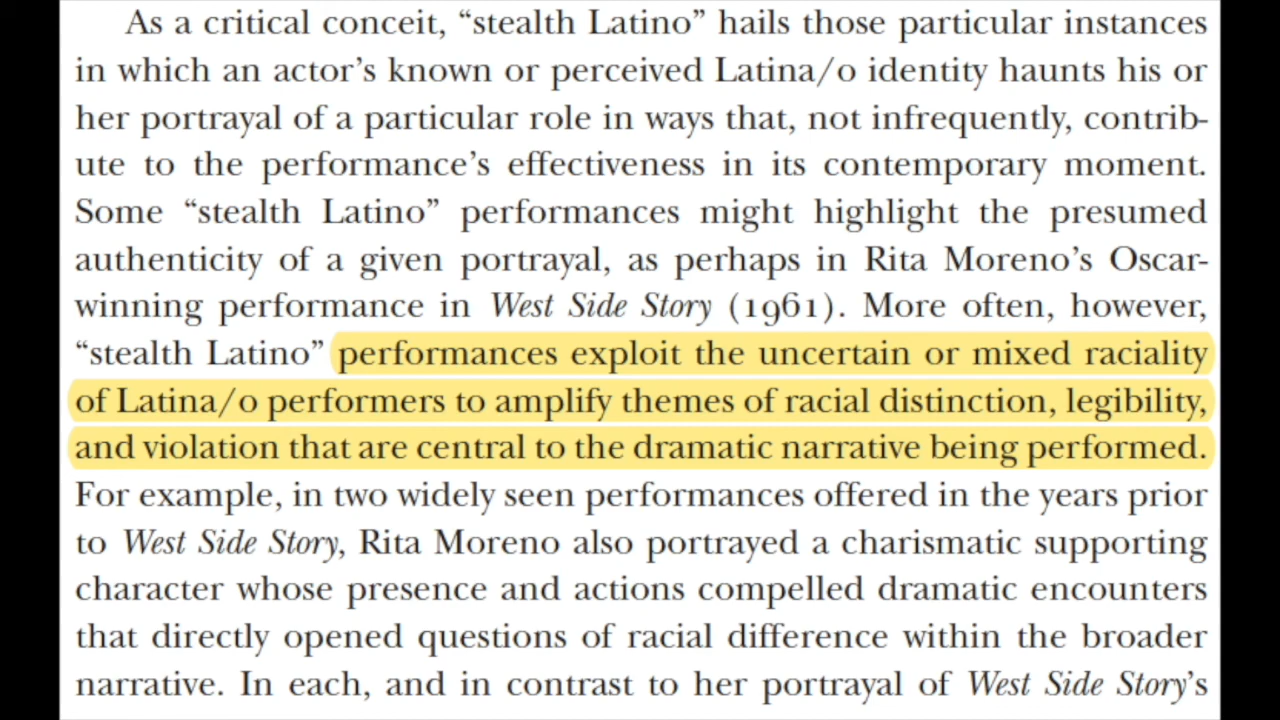 As a critical conceit, “stealth Latino” hails those particular instances
in which an actor’s known or perceived Latina/o identity haunts his or
her portrayal of a particular role in ways that, not infrequently, contrib-
ute to the performance’s effectiveness in its contemporary moment.
Some “stealth Latino” performances might highlight the presumed
authenticity of a given portrayal, as perhaps in Rita Moreno’s Oscar-
winning performance in West Side Story (1961). More often, however,
“stealth Latino” performances exploit the uncertain or mixed raciality
of Latina/o performers to amplify themes of racial distinction, legibility,
and violation that are central to the dramatic narrative being performed.
For example, in two widely seen performances offered in the years prior
to West Side Story, Rita Moreno also portrayed a charismatic supporting
character whose presence and actions compelled dramatic encounters
that directly opened questions of racial difference within the broader
narrative. In each, and in contrast to her portrayal of West Side Story’s